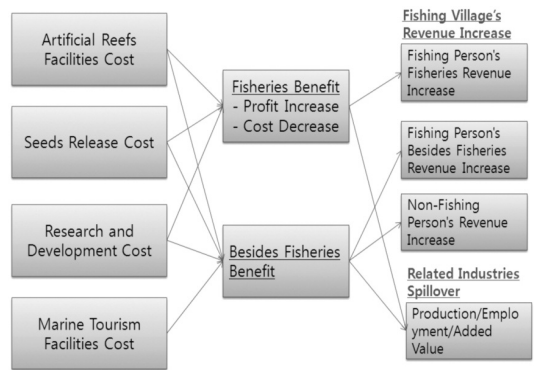 Artificial Reefs
Facilities Cost
Seeds Release Cost
Research and
Development Cost
Marine Tourism
Facilities Cost
Fisheries Benefit
- Profit Increase
- Cost Decrease
Besides Fisheries
Benefit
Fishing Village's
Revenue Increase
Fishing Person's
Fisheries Revenue
Increase
Fishing Person's
Besides Fisheries
Revenue Increase
Non-Fishing
Person's Revenue
Increase
Related Industries
Spillover
Production/Emplo
yment/Added
Value